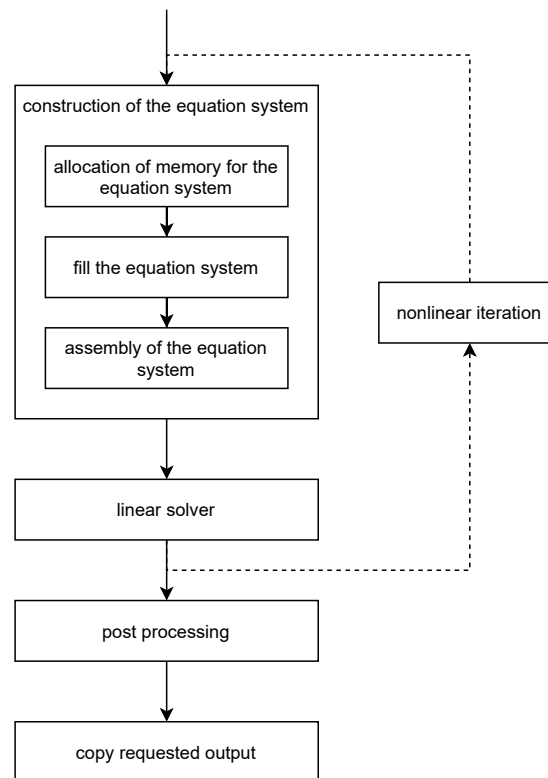 construction of the equation system
allocation of memory for the
equation system
fill the equation system
assembly of the equation
system
nonlinear iteration
linear solver
post processing
copy requested output